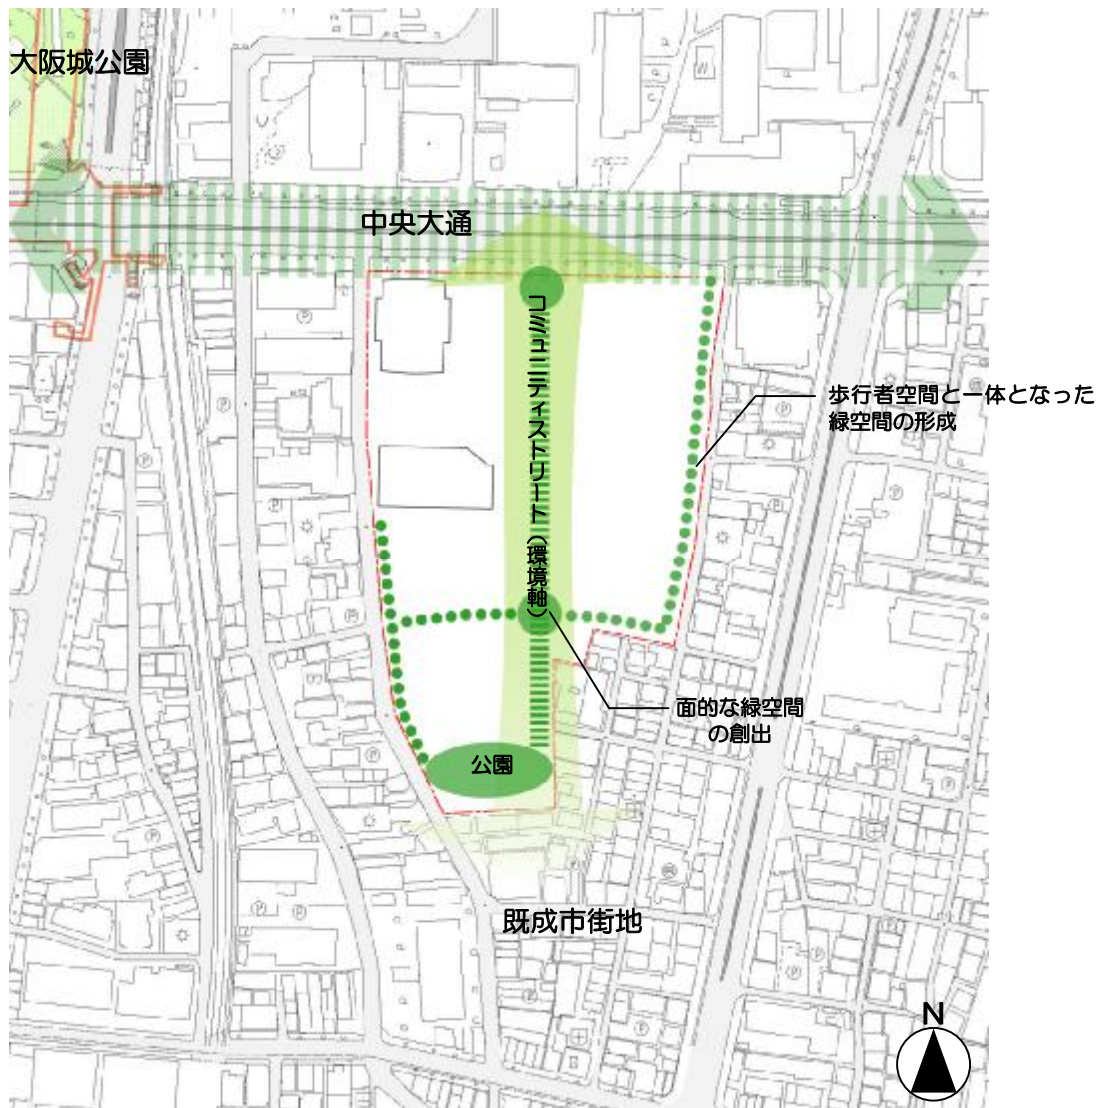 大阪城公園
中央大通
コミュニティストリート（環境軸）
歩行者空間と一体となった
緑空間の形成
面的な緑空間
の創出
公園
既成市街地
N